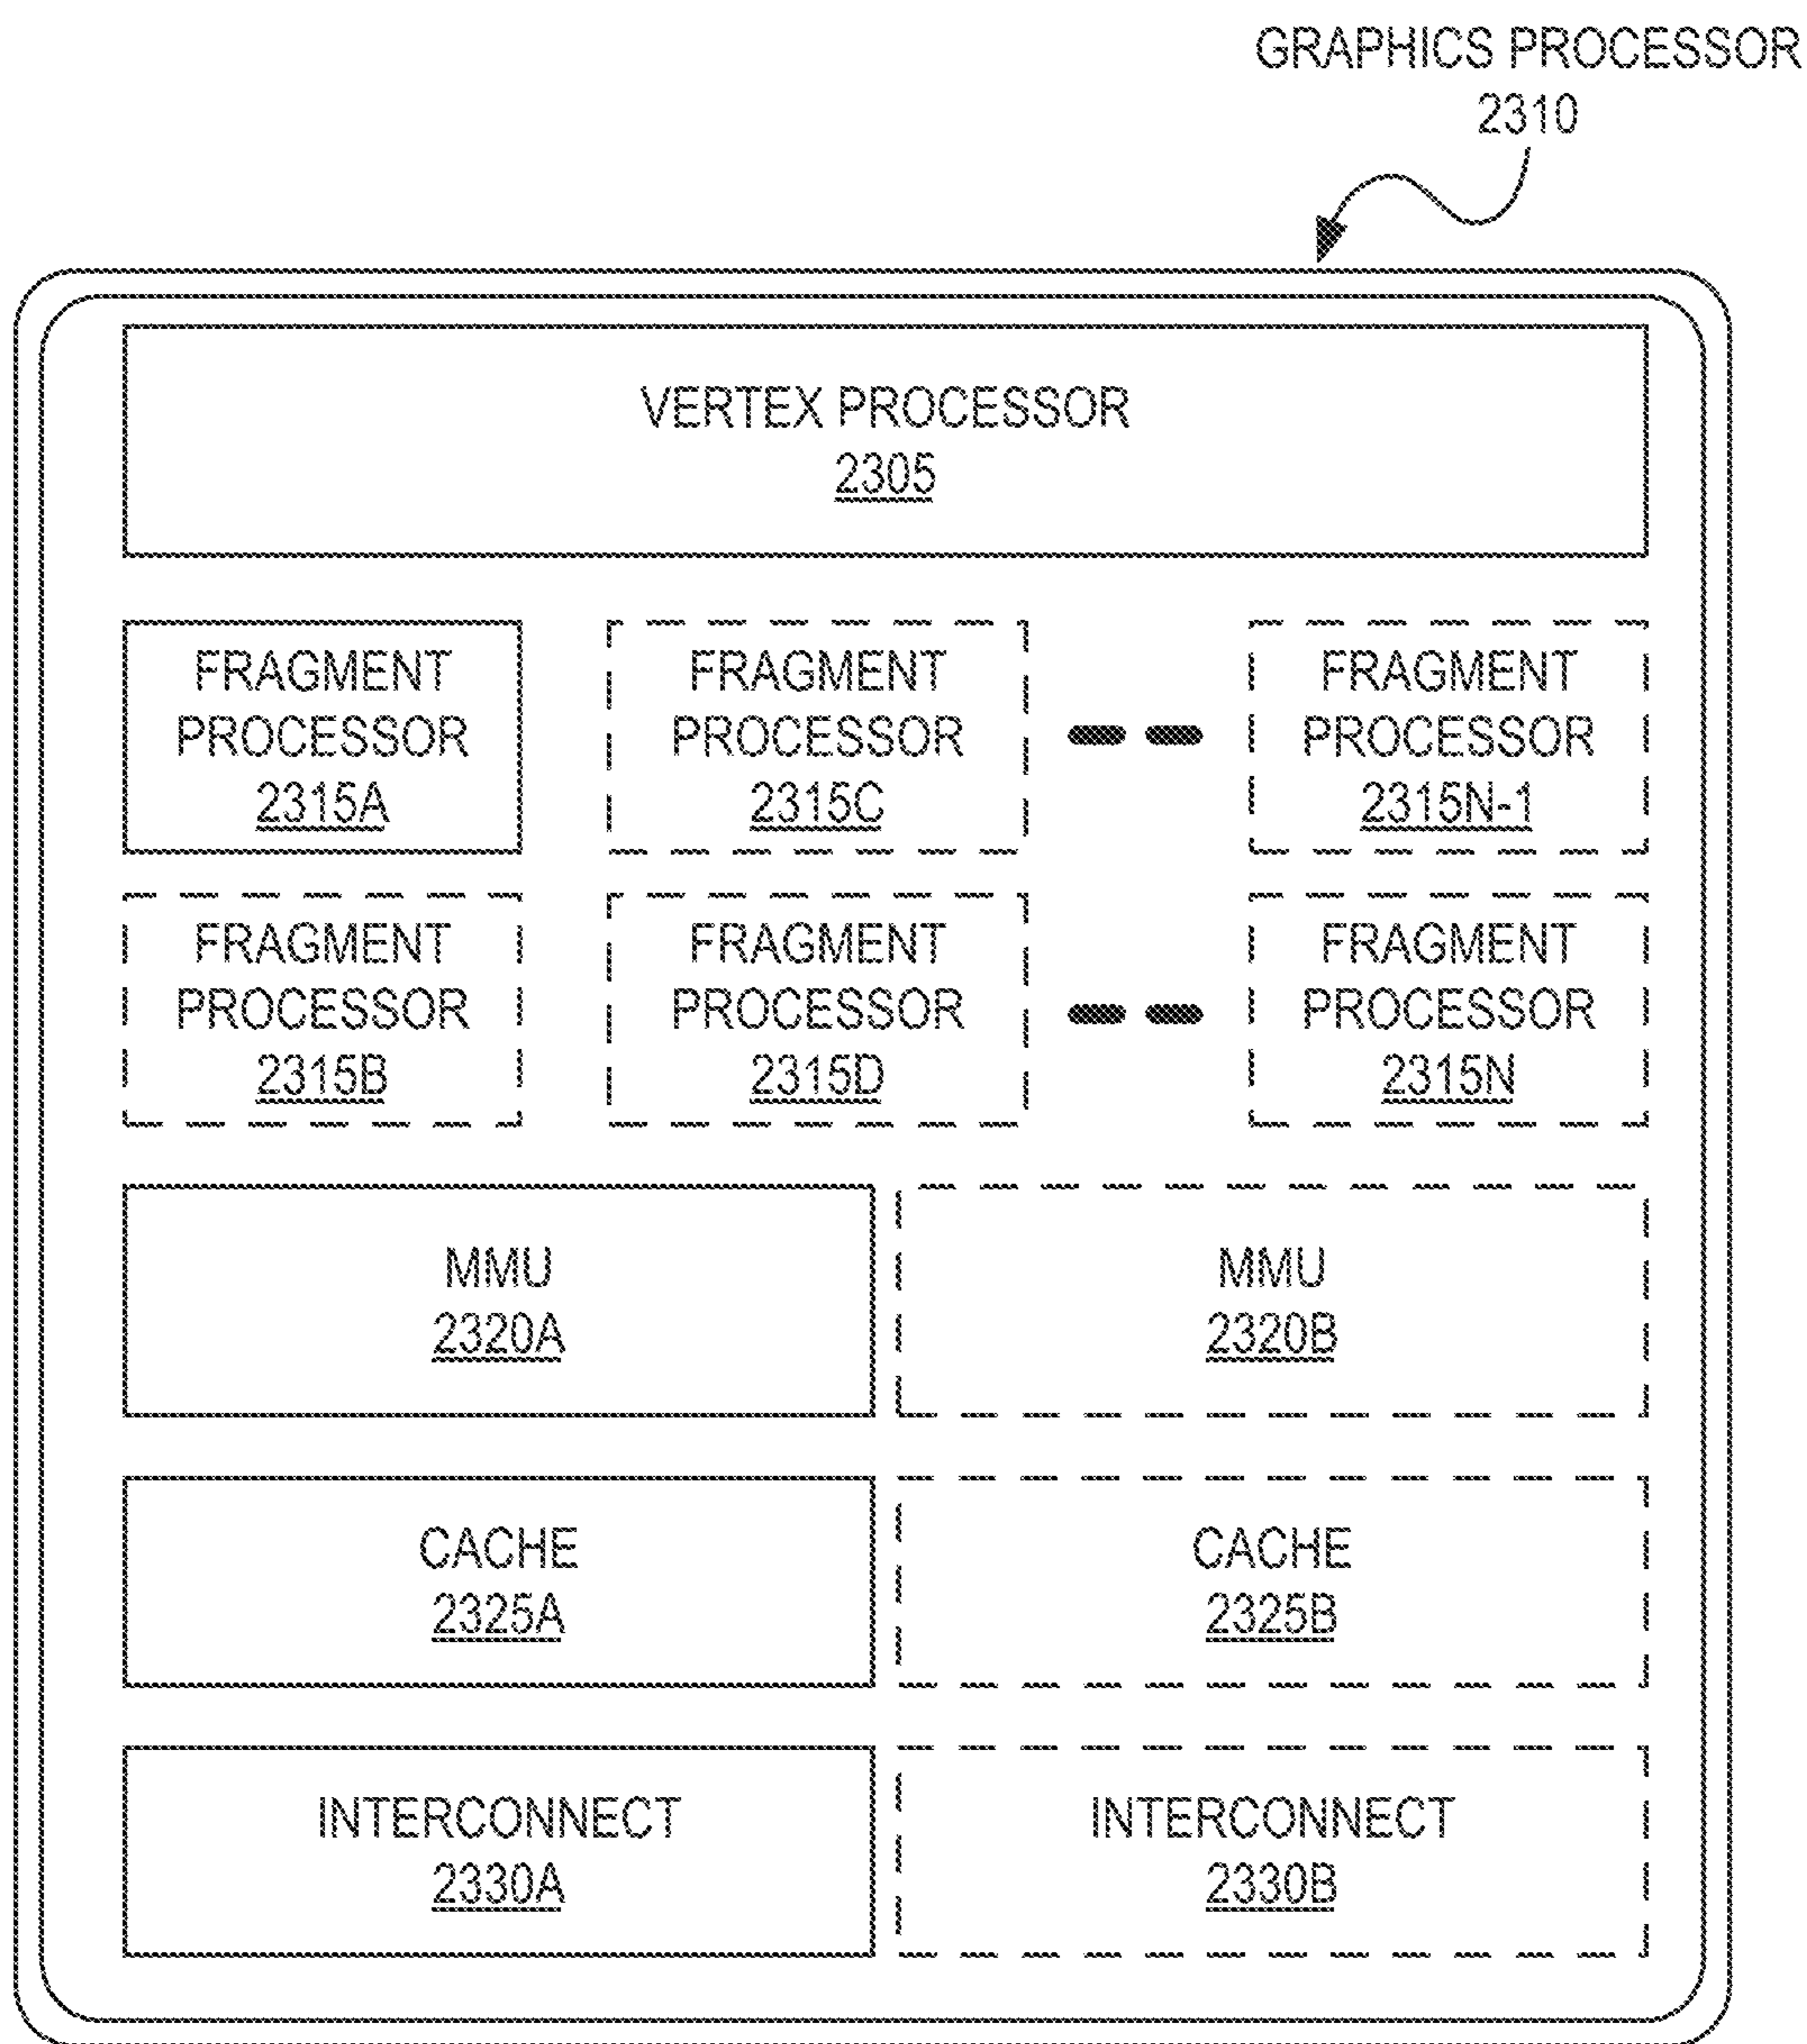 GRAPHICS PROCESSOR
2310
VERTEX PROCESSOR
2305
FRAGMENT
PROCESSOR
2315A
FRAGMENT
PROCESSOR
2315C
FRAGMENT
PROCESSOR
2315N-1
FRAGMENT
PROCESSOR
2315B
FRAGMENT
PROCESSOR
2315D
FRAGMENT
PROCESSOR
2315N
MMU
2320A
MMU
2320B
CACHE
2325A
CACHE
2325B
INTERCONNECT
2330A
INTERCONNECT
2330B